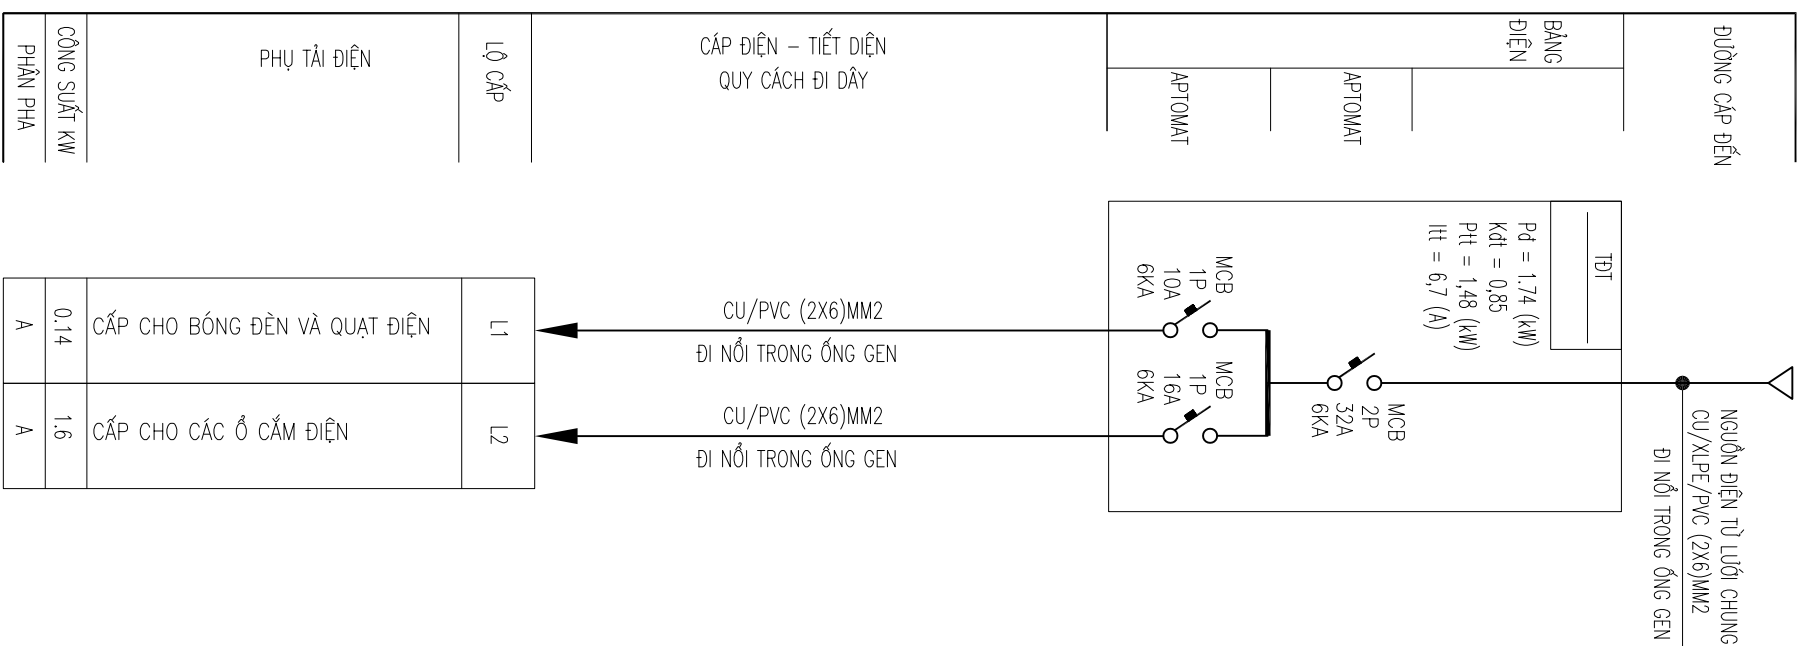 PHÂN PHA
CÔNG SUẤT KW
PHỤ TẢI ĐIỆN
LỘ CẤP
CÁP ĐIỆN – TIẾT DIỆN
QUY CÁCH ĐI DÂY
BẢNG
ĐIỆN
APTOMAT
APTOMAT
ĐƯỜNG CÁP ĐẾN
TĐT
Pđ = 1.74 (kW)
Kđt = 0,85
Ptt = 1,48 (kW)
Itt = 6,7 (A)
MCB
1P
10A
6KA
MCB
1P
16A
6KA
MCB
2P
32A
6KA
NGUỒN ĐIỆN TỪ LƯỚI CHUNG
CU/XLPE/PVC (2X6)MM2
ĐI NỔI TRONG ỐNG GEN
CU/PVC (2X6)MM2
ĐI NỔI TRONG ỐNG GEN
CU/PVC (2X6)MM2
ĐI NỔI TRONG ỐNG GEN
A
0.14
CẤP CHO BÓNG ĐÈN VÀ QUẠT ĐIỆN
L1
A
1.6
CẤP CHO CÁC Ổ CẮM ĐIỆN
L2